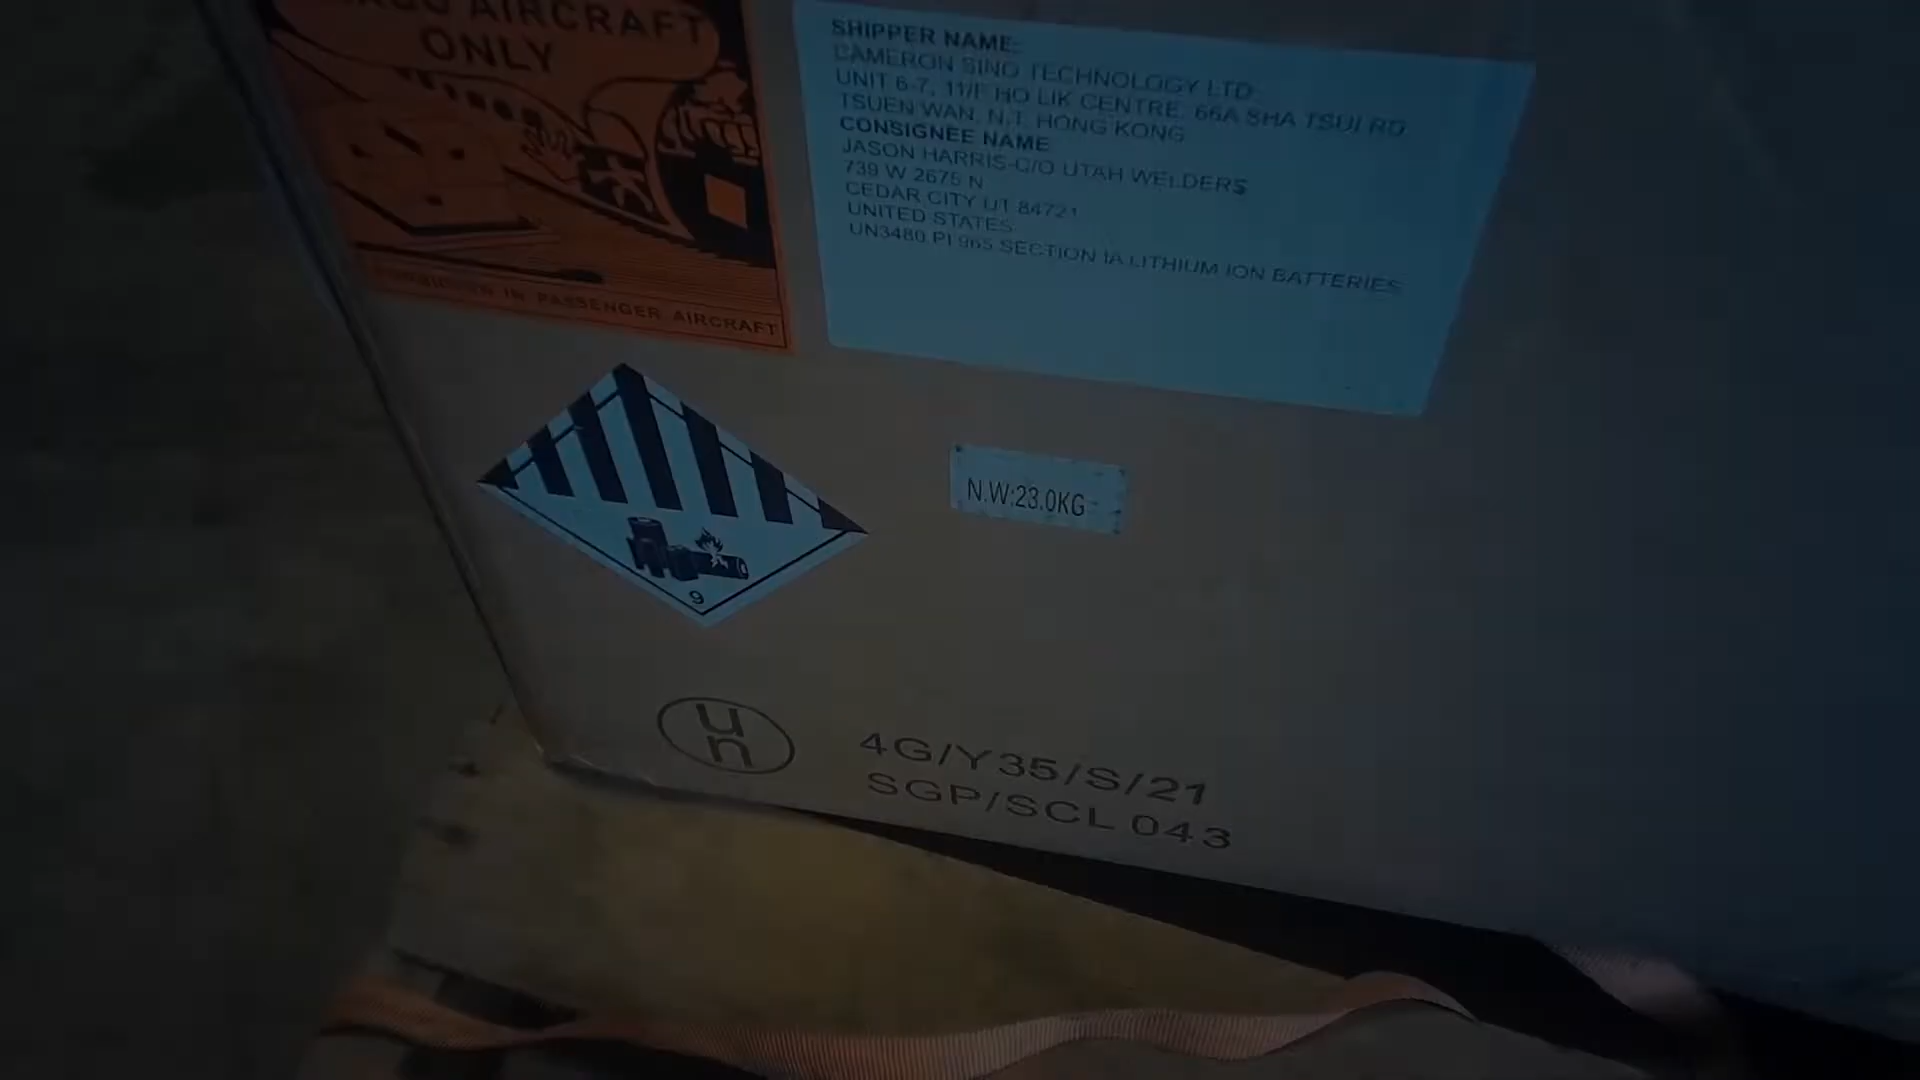 AIRCRAFT
ONLY
IN PASSENGER AIRCRAFT
SHIPPER NAME:
CAMERON SINO TECHNOLOGY LTD.
UNIT 6-7, 11/F HO LIK CENTRE, 66A SHA TSUI RD
TSUEN WAN, N.T. HONG KONG
CONSIGNEE NAME
JASON HARRIS-C/O UTAH WELDERS
739 W 2675 N
CEDAR CITY UT 84721
UNITED STATES
UN3480 PI 965 SECTION IA LITHIUM ION BATTERIES
9
N.W:23.0KG
un
4G/Y35/S/21
SGP/SCL 043